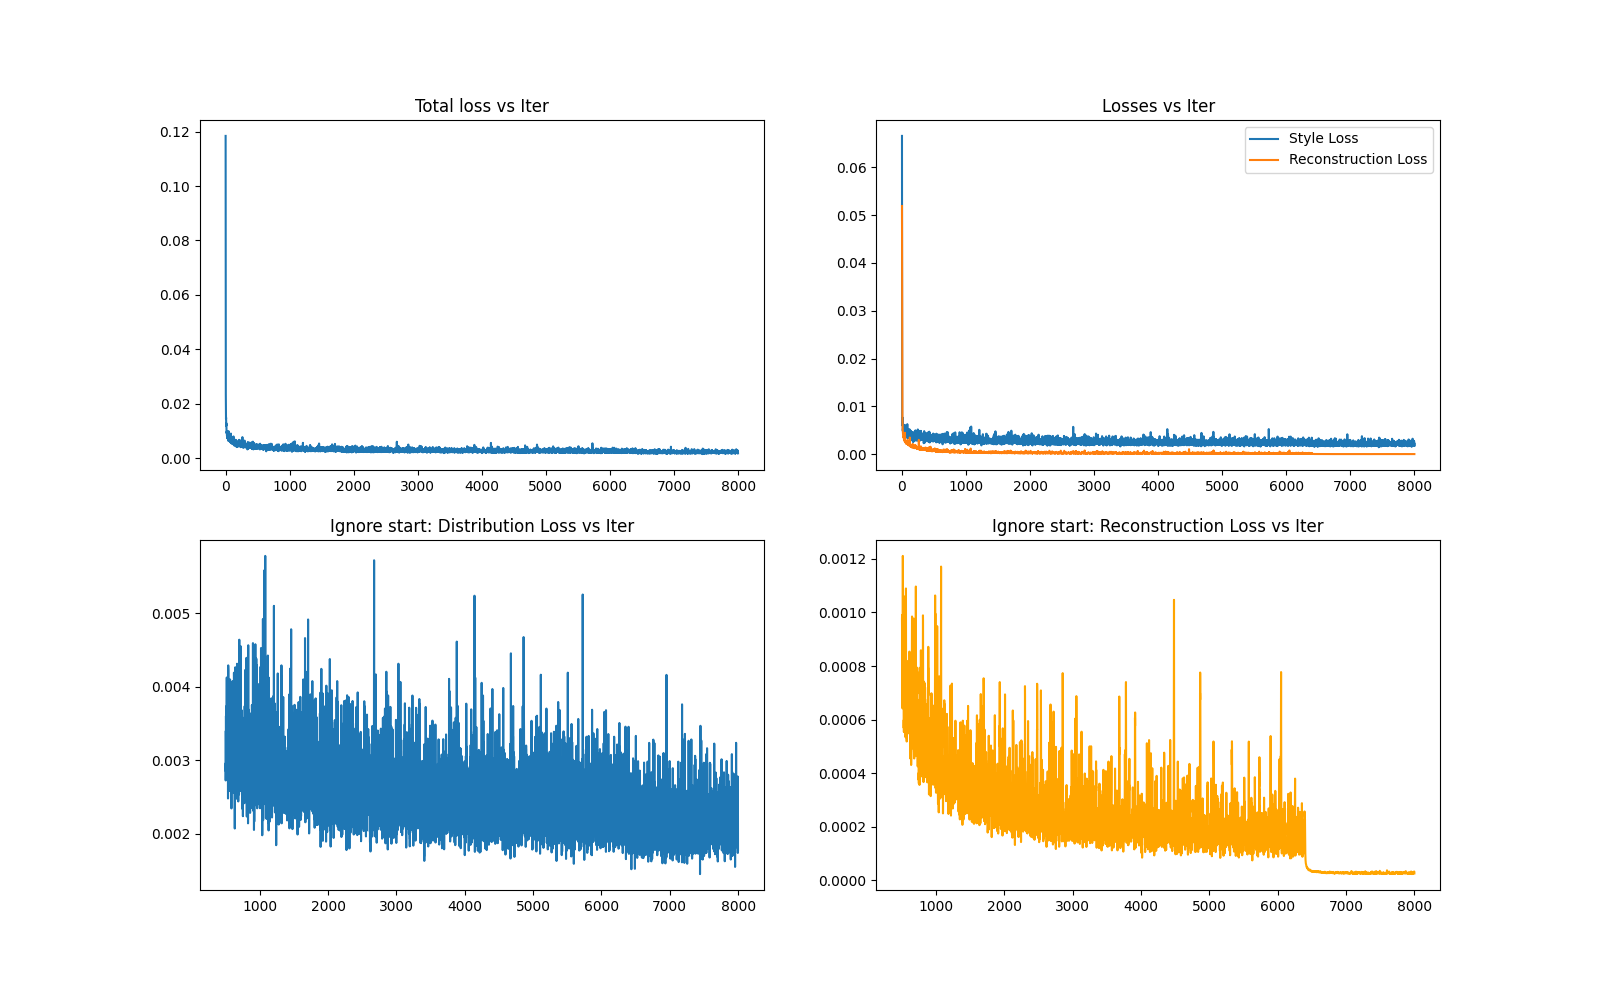 Total loss vs Iter
0.12
0.10
0.08
0.06
0.04
0.02
0.00
0 1000 2000 3000 4000 5000 6000 7000 8000
Losses vs Iter
Style Loss
Reconstruction Loss
0.06
0.05
0.04
0.03
0.02
0.01
0.00
0 1000 2000 3000 4000 5000 6000 7000 8000
Ignore start: Distribution Loss vs Iter
0.005
0.004
0.003
0.002
1000 2000 3000 4000 5000 6000 7000 8000
Ignore start: Reconstruction Loss vs Iter
0.0012
0.0010
0.0008
0.0006
0.0004
0.0002
0.0000
1000 2000 3000 4000 5000 6000 7000 8000